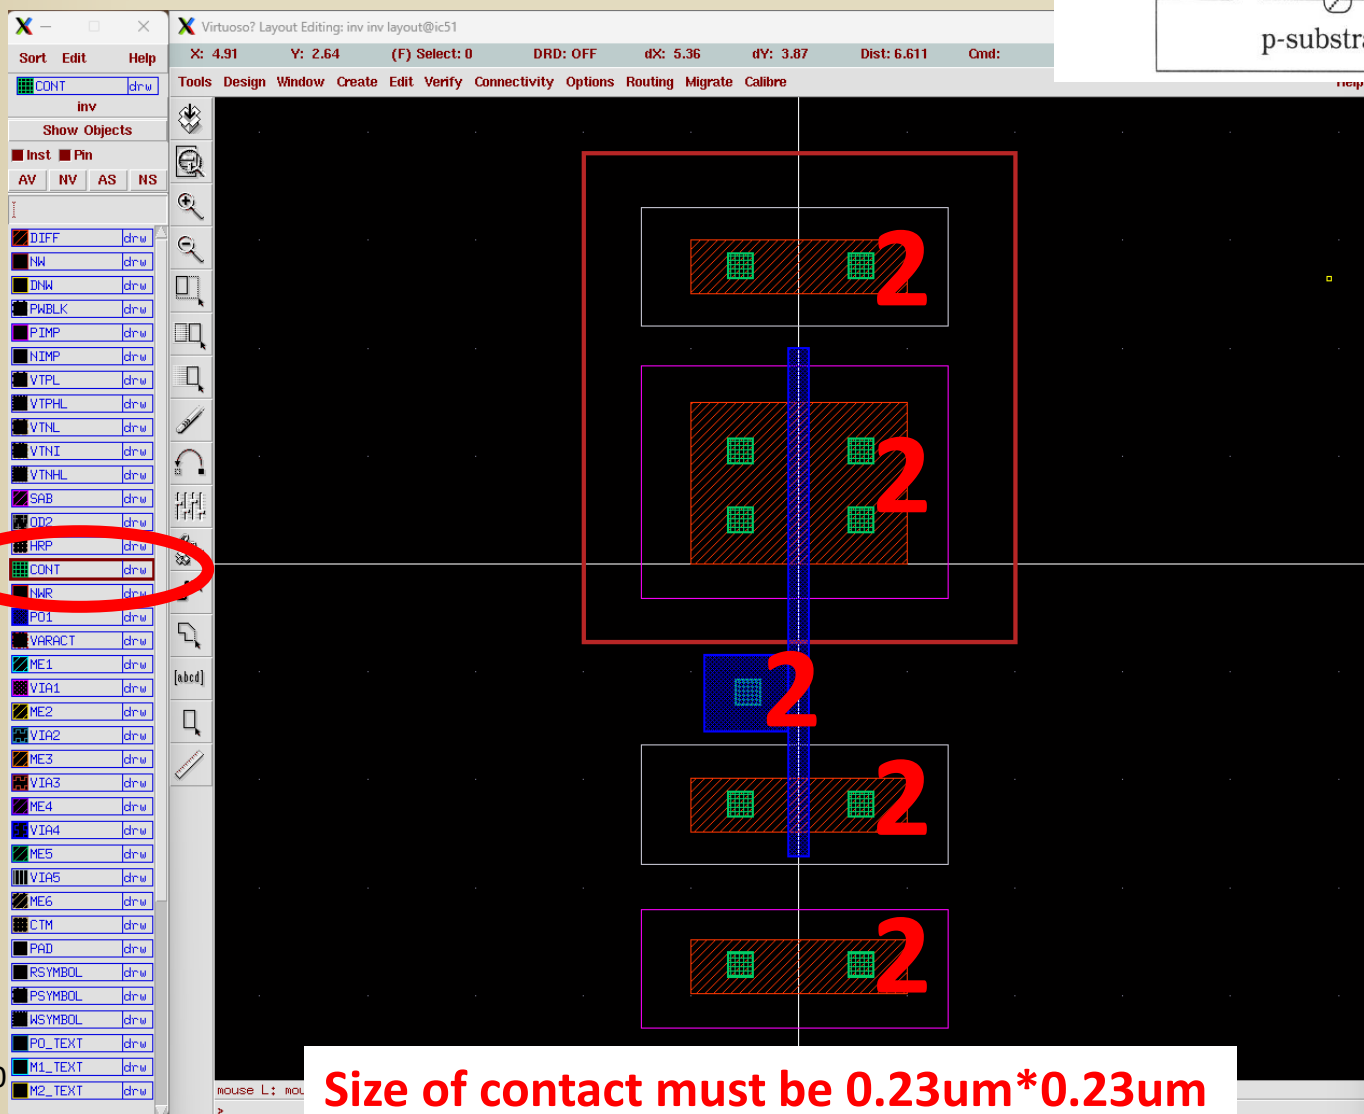 p-substra
Virtuoso? Layout Editing: inv inv layout@ic51
Sort Edit Help
X: 4.91 Y: 2.64 (F) Select: 0 DRD: OFF dX: 5.36 dY: 3.87 Dist: 6.611 Cmd:
CONT drw
Tools Design Window Create Edit Verify Connectivity Options Routing Migrate Calibre Help
inv
Show Objects
Inst Pin
AV NV AS NS
DIFF drw
NW drw
DNW drw
PWBLK drw
PIMP drw
NIMP drw
VTPL drw
VTPHL drw
VTNL drw
VTNI drw
VTNHL drw
SAB drw
OD2 drw
HRP drw
CONT drw
NWR drw
PO1 drw
VARACT drw
ME1 drw
VIA1 drw
ME2 drw
VIA2 drw
ME3 drw
VIA3 drw
ME4 drw
VIA4 drw
ME5 drw
VIA5 drw
ME6 drw
CTM drw
PAD drw
RSYMBOL drw
PSYMBOL drw
WSYMBOL drw
PO_TEXT drw
M1_TEXT drw
M2_TEXT drw
[abcd]
2
2
2
2
2
mouse L: mou
>
Size of contact must be 0.23um*0.23um